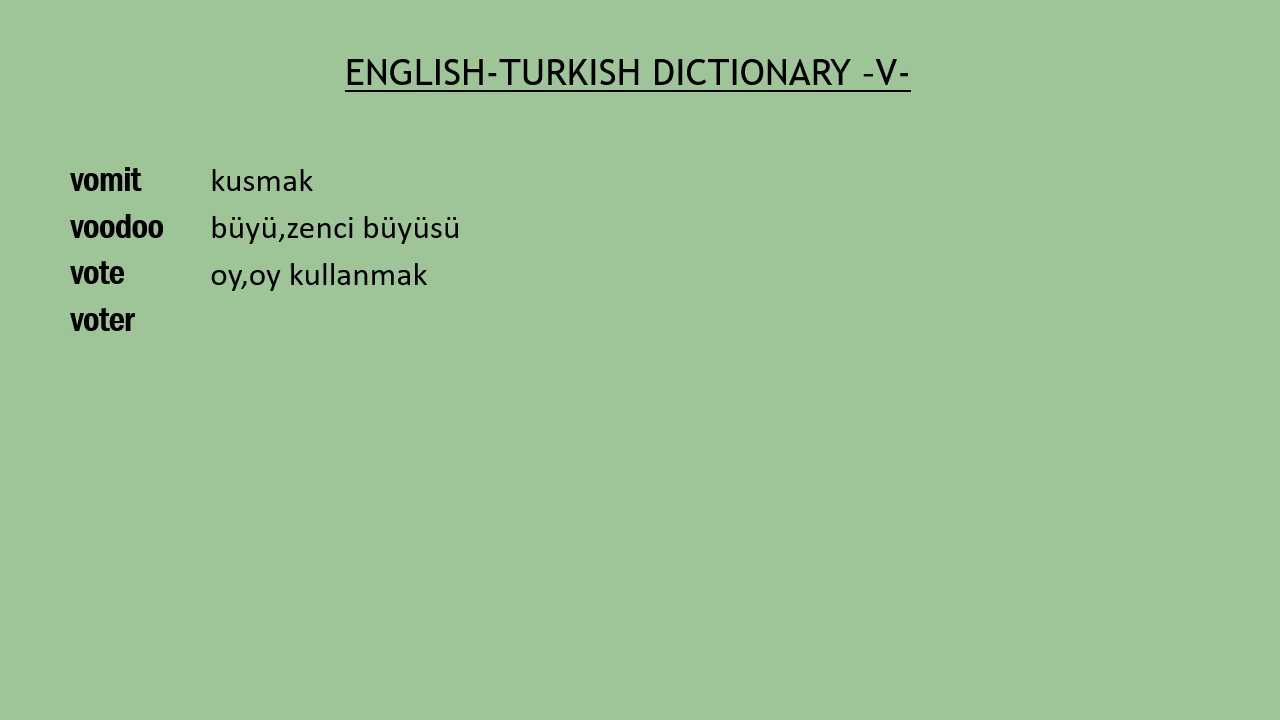 ENGLISH-TURKISH DICTIONARY –V-
vomit kusmak
voodoo büyü,zenci büyüsü
vote oy,oy kullanmak
voter